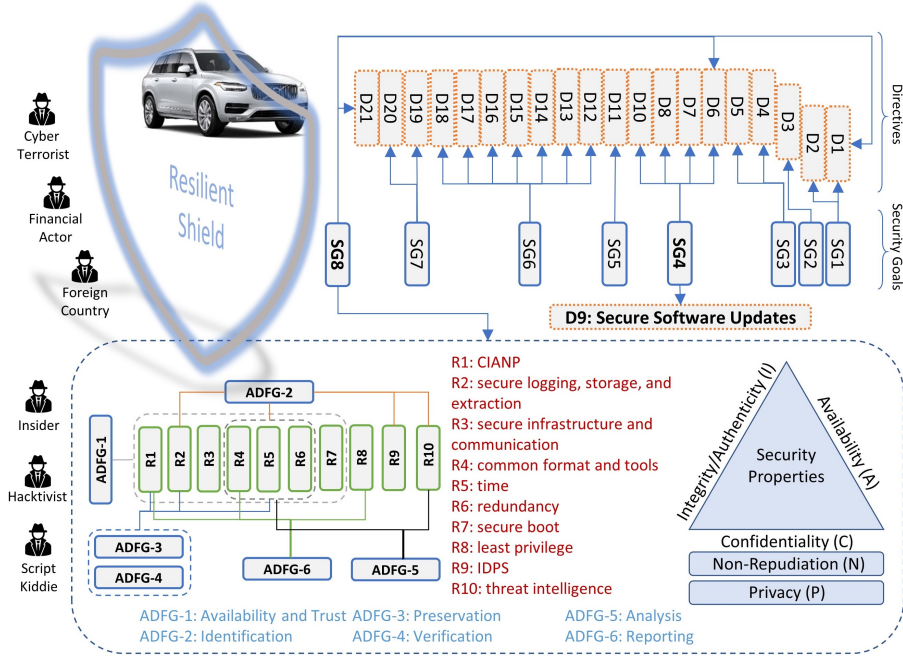 Cyber
Terrorist
Financial
Actor
Foreign
Country
Insider
Hacktivist
Script
Kiddie
Resilient
Shield
D21
D20
D19
D18
D17
D16
D15
D14
D13
D12
D11
D10
D8
D7
D6
D5
D4
D3
D2
D1
Directives
SG8
SG7
SG6
SG5
SG4
SG3
SG2
SG1
Security Goals
D9: Secure Software Updates
ADFG-2
ADFG-1
R1
R2
R3
R4
R5
R6
R7
R8
R9
R10
ADFG-3
ADFG-4
ADFG-6
ADFG-5
R1: CIANP
R2: secure logging, storage, and
extraction
R3: secure infrastructure and
communication
R4: common format and tools
R5: time
R6: redundancy
R7: secure boot
R8: least privilege
R9: IDPS
R10: threat intelligence
Integrity/Authenticity (I)
Availability (A)
Security
Properties
Confidentiality (C)
Non-Repudiation (N)
Privacy (P)
ADFG-1: Availability and Trust ADFG-3: Preservation ADFG-5: Analysis
ADFG-2: Identification ADFG-4: Verification ADFG-6: Reporting